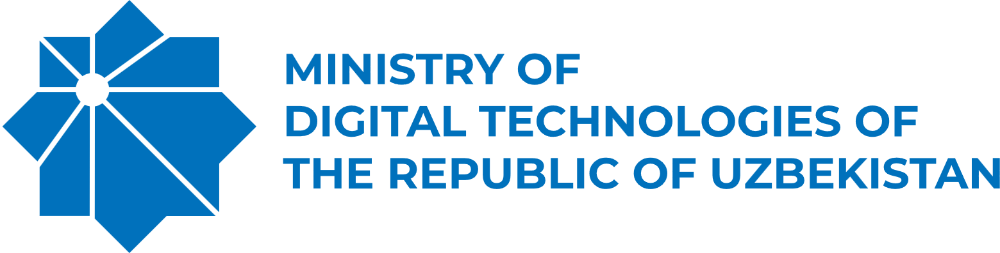 MINISTRY OF
DIGITAL TECHNOLOGIES OF
THE REPUBLIC OF UZBEKISTAN